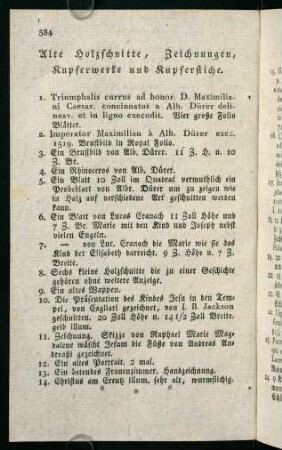 384
Alte Holzschnitte, Zeichnungen,
Kupferwerke und Kupferstiche.
1. Triumphalis currus ad honor. D. Maximilia-
ni Caesar. concinnatus a Alb. Dürer deli-
neav. et in ligno execudit. Vier große Folio
Blätter.
2. Imperator Maximilian à Alb. Dürer exec.
1519. Brustbild in Royal Folio.
3. Ein Brustbild von Alb. Dürer. 11 Z. H. u. 10
Z. Br.
4. Ein Rhinoceros von Alb. Dürer.
5. Ein Blatt 10 Zoll im Quadrat vermuthlich ein
Probeblatt von Albr. Dürer um zu zeigen wie
in Holz auf verschiedene Art geschnitten werden
kann.
6. Ein Blatt von Lucas Cranach 11 Zoll Höhe und
7 Z. Br. Marie mit den Kind und Joseph nebst
vielen Engeln.
7. — von Luc. Cranach die Marie wie sie das
Kind der Elisabeth darreicht. 9 Z. Höhe u. 7 Z.
Breite.
8. Sechs kleine Holzschnitte die zu einer Geschichte
gehören ohne weitere Anzeige.
9. Ein altes Wappen.
10. Die Präsentation des Kindes Jesu in den Tem-
pel, von Cagliari gezeichnet, von I. B. Jackson
geschnitten. 20 Zoll Höhe u. 14 1/2 Zoll Breite.
gelb illum.
11. Zeichnung. Skizze von Raphael Marie Mag-
dalene wäscht Jesum die Füße von Andreas An-
dreassi gezeichnet.
12. Ein altes Portrait. 2 mal.
13. Ein betendes Frauenzimmer. Handzeichnung.
14. Christus am Creutz illum. sehr alt, wurmstichig.